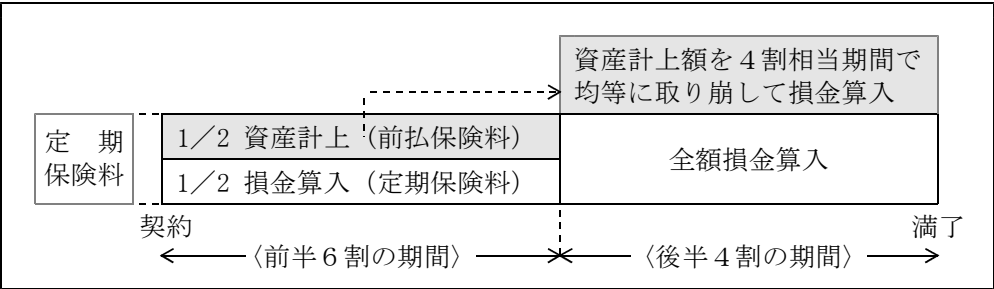 資産計上額を４割相当期間で
均等に取り崩して損金算入
定　期
保険料
1／2 資産計上（前払保険料）
1／2 損金算入（定期保険料）
全額損金算入
契約
満了
〈前半６割の期間〉
〈後半４割の期間〉